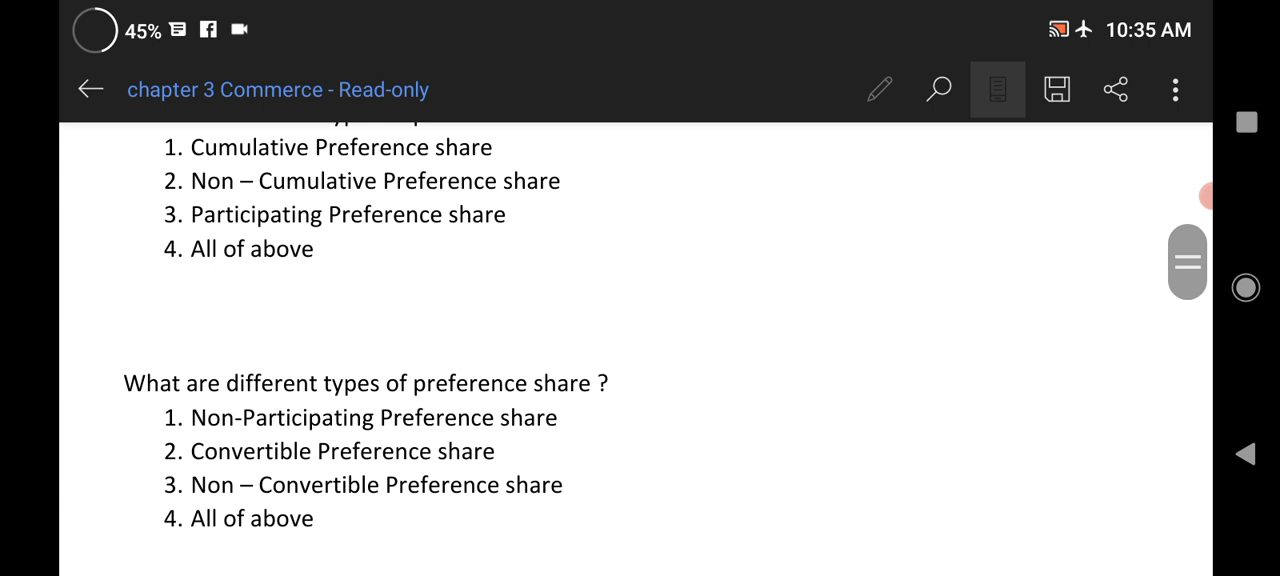 45%
10:35 AM
chapter 3 Commerce - Read-only
1. Cumulative Preference share
2. Non – Cumulative Preference share
3. Participating Preference share
4. All of above
What are different types of preference share ?
1. Non-Participating Preference share
2. Convertible Preference share
3. Non – Convertible Preference share
4. All of above